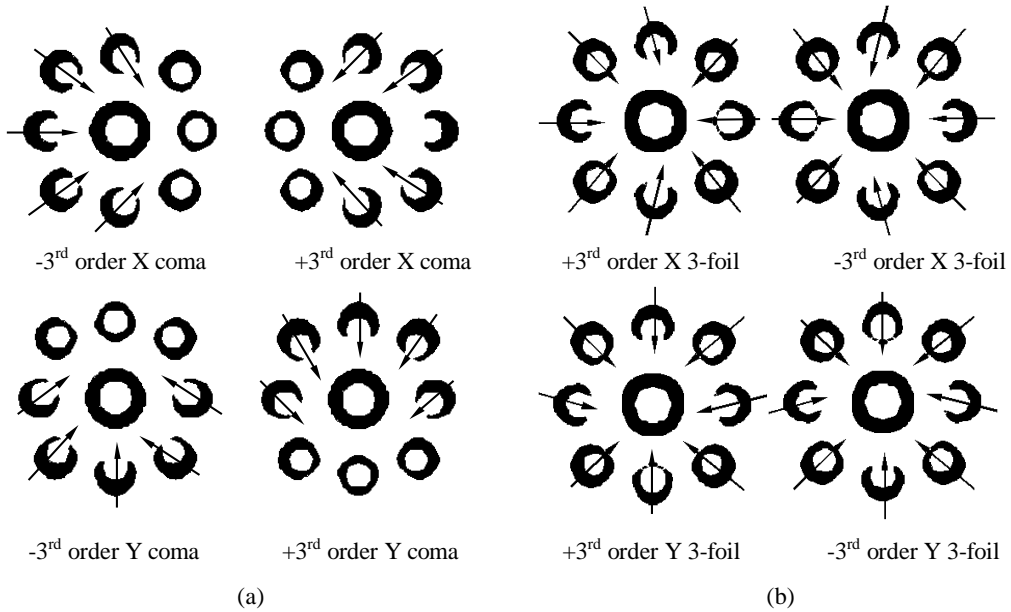 -3rd order X coma
+3rd order X coma
+3rd order X 3-foil
-3rd order X 3-foil
-3rd order Y coma
+3rd order Y coma
+3rd order Y 3-foil
-3rd order Y 3-foil
(a)
(b)